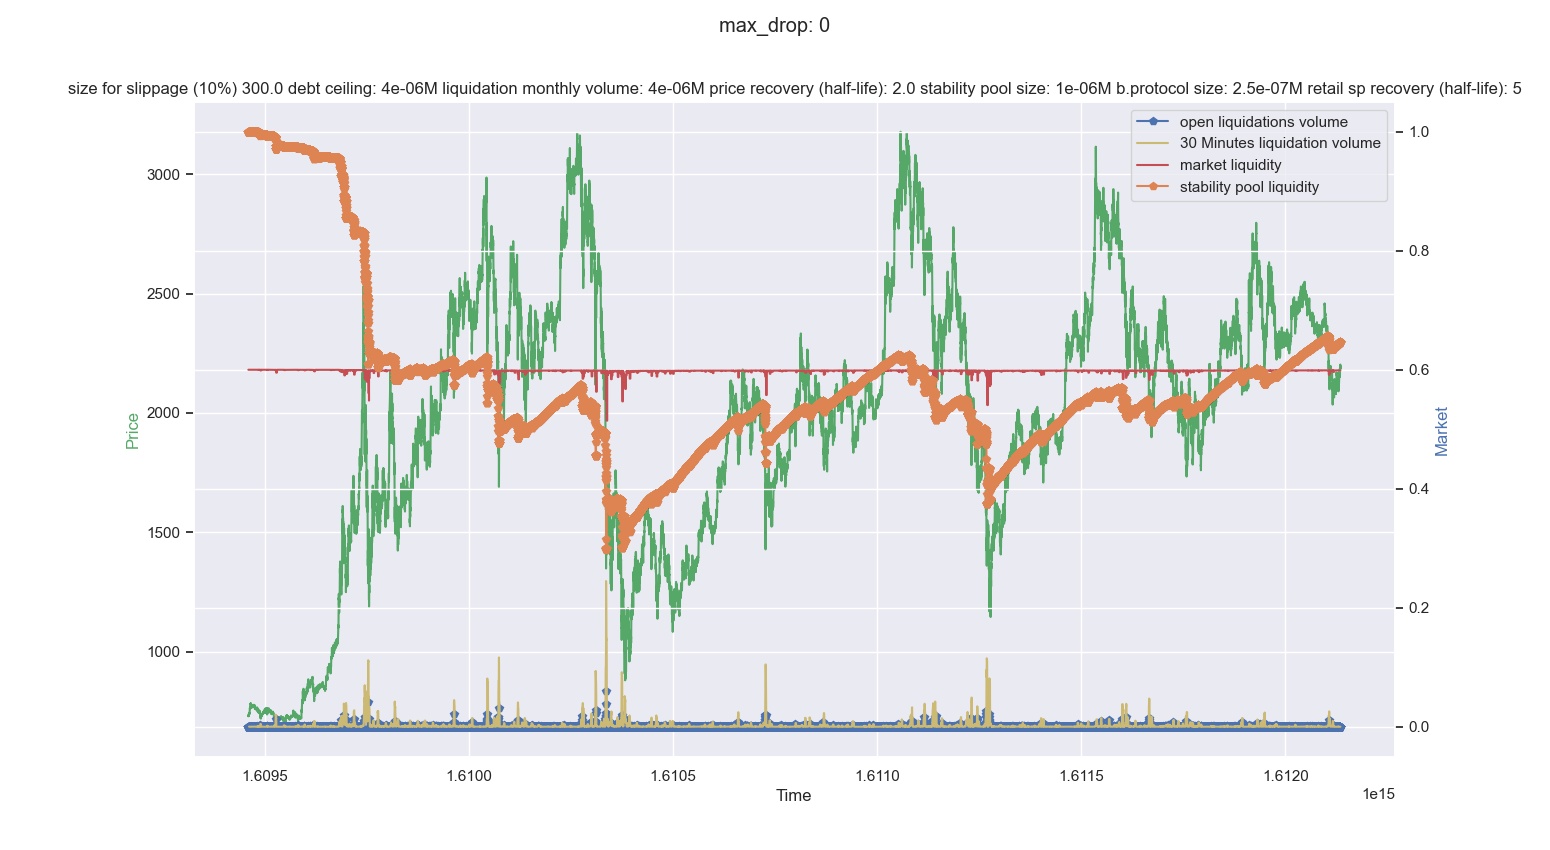 max_drop: 0
size for slippage (10%) 300.0 debt ceiling: 4e-06M liquidation monthly volume: 4e-06M price recovery (half-life): 2.0 stability pool size: 1e-06M b.protocol size: 2.5e-07M retail sp recovery (half-life): 5
open liquidations volume
30 Minutes liquidation volume
market liquidity
stability pool liquidity
3000
2500
2000
1500
1000
Price
1.0
0.8
0.6
0.4
0.2
0.0
Market
1.6095
1.6100
1.6105
1.6110
1.6115
1.6120
Time
1e15